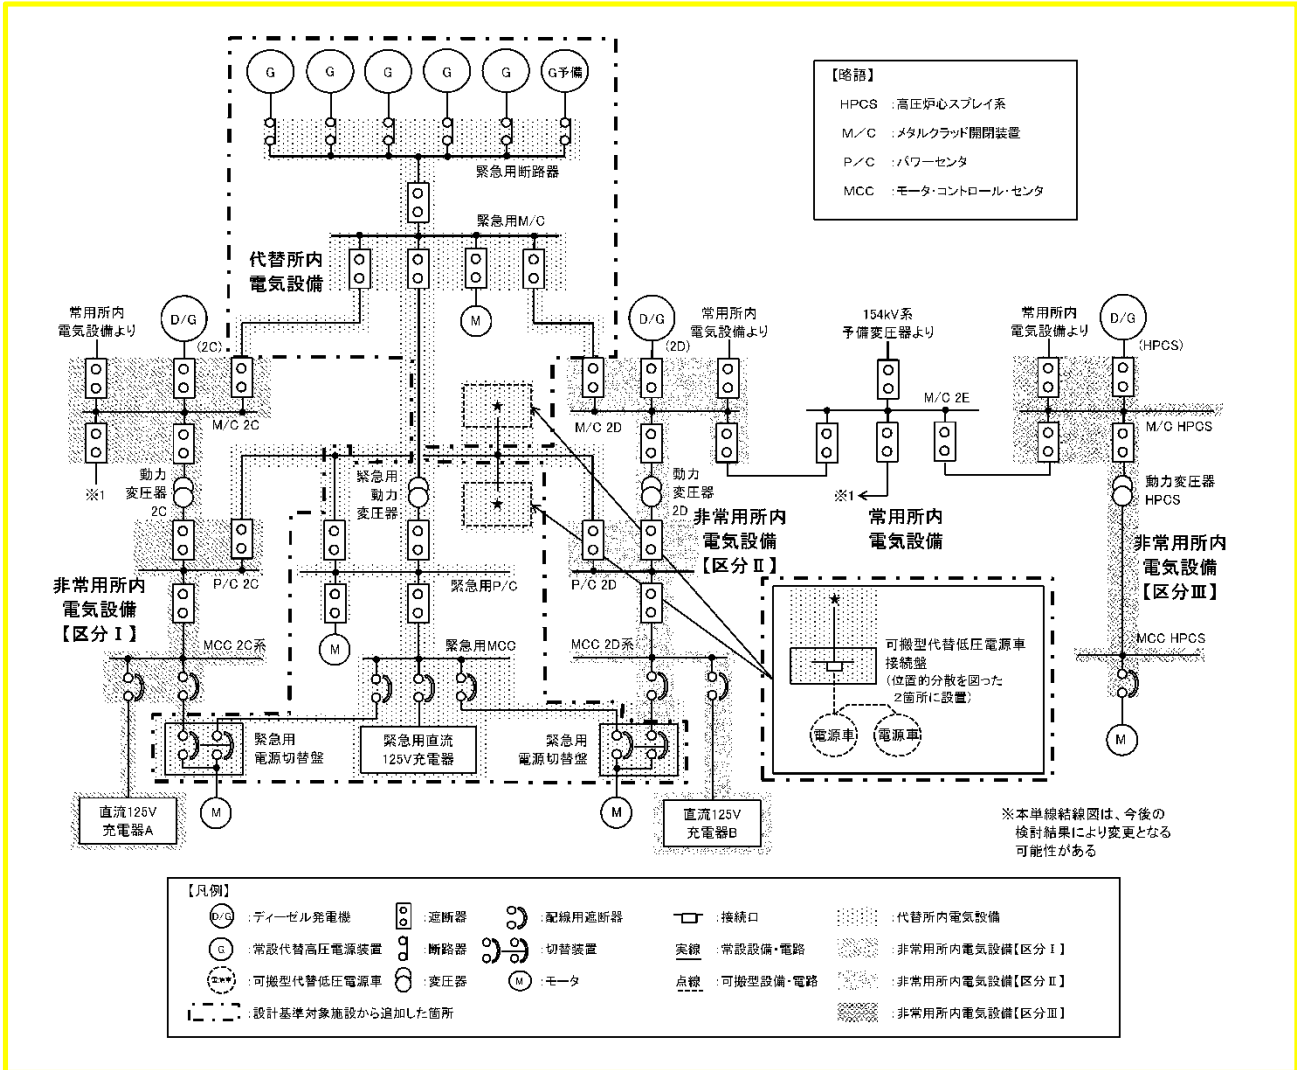 G
G
G
G
G
G予備
【略語】
HPCS :高圧炉心スプレイ系
M/C :メタルクラッド開閉装置
P/C :パワーセンタ
MCC :モータ・コントロール・センタ
緊急用断路器
緊急用M/C
代替所内
電気設備
常用所内
電気設備より
D/G
(2C)
M
D/G
(2D)
常用所内
電気設備より
154kV系
予備変圧器より
常用所内
電気設備より
D/G
(HPCS)
M/C 2C
★
M/C 2D
M/C 2E
M/C HPCS
※1
動力
変圧器
2C
緊急用
動力
変圧器
★
動力
変圧器
2D
※1
動力変圧器
HPCS
非常用所内
電気設備
【区分Ⅱ】
常用所内
電気設備
非常用所内
電気設備
【区分Ⅲ】
非常用所内
電気設備
【区分Ⅰ】
P/C 2C
緊急用P/C
P/C 2D
MCC 2C系
M
緊急用MCC
MCC 2D系
MCC HPCS
★
可搬型代替低圧電源車
接続盤
(位置的分散を図った
2箇所に設置)
電源車
電源車
M
緊急用
電源切替盤
緊急用直流
125V充電器
緊急用
電源切替盤
直流125V
充電器A
M
M
直流125V
充電器B
※本単線結線図は、今後の
検討結果により変更となる
可能性がある
【凡例】
D/G :ディーゼル発電機
:遮断器
:配線用遮断器
:接続口
:代替所内電気設備
G :常設代替高圧電源装置
:断路器
:切替装置
実線 :常設設備・電路
:非常用所内電気設備【区分Ⅰ】
電源車 :可搬型代替低圧電源車
:変圧器
M :モータ
点線 :可搬型設備・電路
:非常用所内電気設備【区分Ⅱ】
:設計基準対象施設から追加した箇所
:非常用所内電気設備【区分Ⅲ】